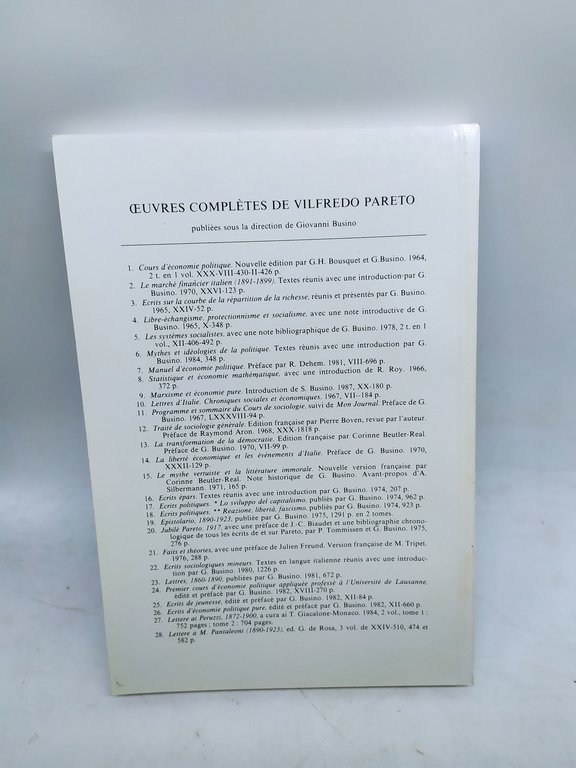 ŒUVRES COMPLÈTES DE VILFREDO PARETO
publiées sous la direction de Giovanni Busino
1. Cours d'économie politique. Nouvelle édition par G.H. Bousquet et G.Busino. 1964,
2 t. en 1 vol. XXX-VIII-430-II-426 p.
2. Le marché financier italien (1891-1899). Textes réunis avec une introduction par G.
Busino. 1970, XXVI-123 p.
3. Ecrits sur la courbe de la répartition de la richesse, réunis et présentés par G. Busino.
1965, XXIV-52 p.
4. Libre-échangisme, protectionnisme et socialisme, avec une note introductive de G.
Busino. 1965, X-348 p.
5. Les systèmes socialistes, avec une note bibliographique de G. Busino. 1978, 2 t. en 1
vol., XII-406-492 p.
6. Mythes et idéologies de la politique. Textes réunis avec une introduction par G.
Busino. 1984, 348 p.
7. Manuel d'économie politique. Préface par R. Dehem. 1981, VIII-696 p.
8. Statistique et économie mathématique, avec une introduction de R. Roy. 1966,
372 p.
9. Marxisme et économie pure. Introduction de S. Busino. 1987, XX-180 p.
10. Lettres d'Italie. Chroniques sociales et économiques. 1967, VII--184 p.
11. Programme et sommaire du Cours de sociologie, suivi de Mon Journal. Préface de G.
Busino. 1967, LXXXVIII-94 p.
12. Traité de sociologie générale. Edition française par Pierre Boven, revue par l'auteur.
Préface de Raymond Aron. 1968, XXX-1818 p.
13. La transformation de la démocratie. Edition française par Corinne Beutler-Real.
Préface de G. Busino. 1970, VII-99 p.
14. La liberté économique et les événements d'Italie. Préface de G. Busino. 1970,
XXXII-129 p.
15. Le mythe vertuiste et la littérature immorale. Nouvelle version française par
Corinne Beutler-Real. Note historique de G. Busino. Avant-propos d'A.
Silbermann. 1971, 165 p.
16. Ecrits épars. Textes réunis avec une introduction par G. Busino. 1974, 207 p.
17. Ecrits politiques. * Lo sviluppo del capitalismo, publiés par G. Busino. 1974, 962 p.
18. Ecrits politiques. ** Reazione, libertà, fascismo, publiés par G. Busino. 1974, 923 p.
19. Epistolario, 1890-1923, publié par G. Busino. 1975, 1291 p. en 2 tomes.
20. Jubilé Pareto, 1917, avec une préface de J.-C. Biaudet et une bibliographie chrono-
logique de tous les écrits de et sur Pareto, par P. Tommissen et G. Busino. 1975,
276 p.
21. Faits et théories, avec une préface de Julien Freund. Version française de M. Tripet.
1976, 288 p.
22. Ecrits sociologiques mineurs. Textes en langue italienne réunis avec une introduc-
tion par G. Busino. 1980, 1226 p.
23. Lettres, 1860-1890, publiées par G. Busino. 1981, 672 p.
24. Premier cours d'économie politique appliquée professé à l'Université de Lausanne,
édité et préfacé par G. Busino. 1982, XVIII-270 p.
25. Ecrits de jeunesse, édité et préfacé par G. Busino. 1982, XII-84 p.
26. Ecrits d'économie politique pure, édité et préfacé par G. Busino. 1982, XII-660 p.
27. Lettere ai Peruzzi, 1872-1900, a cura ai T. Giacalone-Monaco. 1984, 2 vol., tome 1 :
752 pages ; tome 2 : 704 pages.
28. Lettere a M. Pantaleoni (1890-1923), ed. G. de Rosa, 3 vol. de XXIV-510, 474 et
582 p.